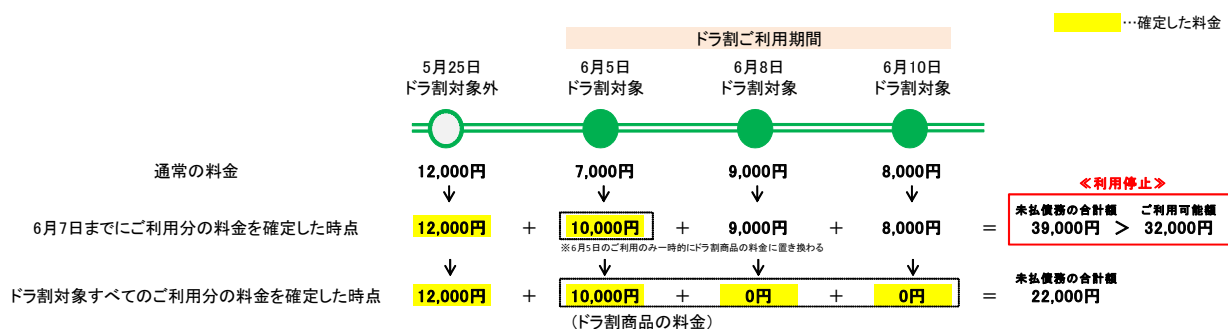 …確定した料金
ドラ割ご利用期間
5月25日 6月5日 6月8日 6月10日
ドラ割対象外 ドラ割対象 ドラ割対象 ドラ割対象
通常の料金 12,000円 7,000円 9,000円 8,000円
≪利用停止≫
未払債務の合計額 ご利用可能額
6月7日までにご利用分の料金を確定した時点 12,000円 + 10,000円 + 9,000円 + 8,000円 = 39,000円 > 32,000円
※6月5日のご利用のみ一時的にドラ割商品の料金に置き換わる
未払債務の合計額
ドラ割対象すべてのご利用分の料金を確定した時点 12,000円 + 10,000円 + 0円 + 0円 = 22,000円
(ドラ割商品の料金)